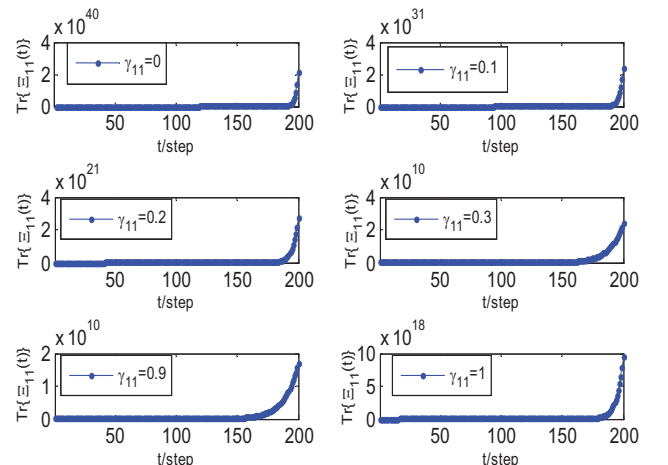 x 10^40
Tr{ Ξ11(t)}
4
2
0
γ11=0
50 100 150 200
t/step
x 10^31
Tr{ Ξ11(t)}
4
2
0
γ11=0.1
50 100 150 200
t/step
x 10^21
Tr{ Ξ11(t)}
4
2
0
γ11=0.2
50 100 150 200
t/step
x 10^10
Tr{ Ξ11(t)}
4
2
0
γ11=0.3
50 100 150 200
t/step
x 10^10
Tr{ Ξ11(t)}
2
1
0
γ11=0.9
50 100 150 200
t/step
x 10^18
Tr{ Ξ11(t)}
10
5
0
γ11=1
50 100 150 200
t/step